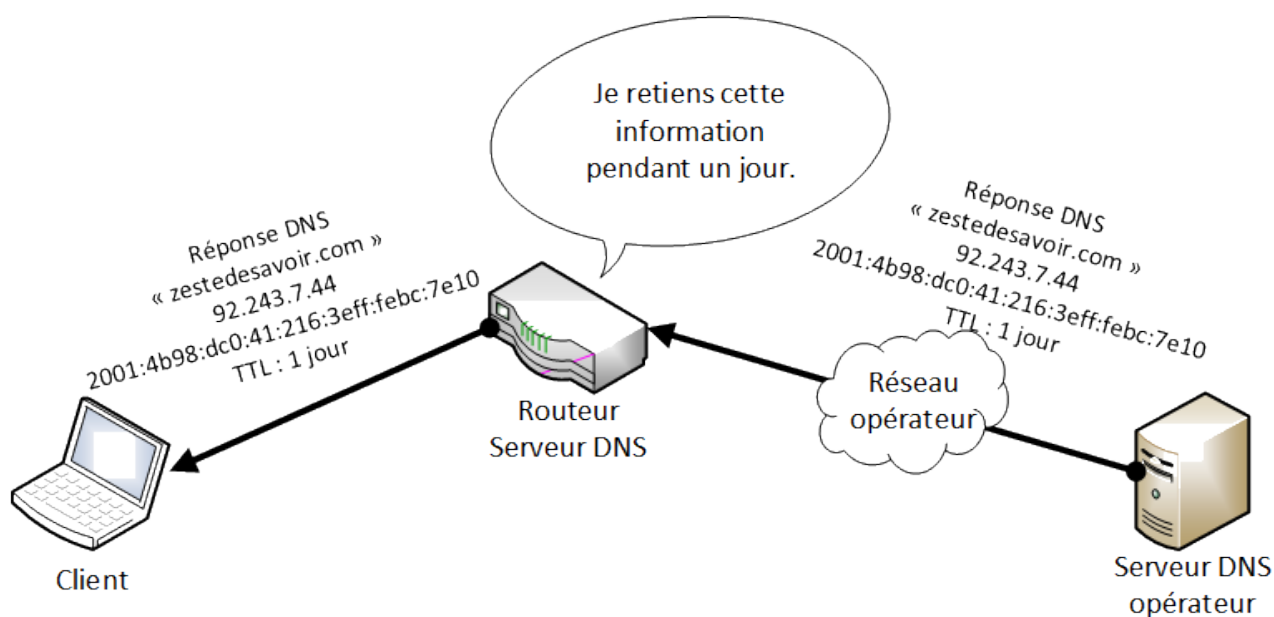 Je retiens cette
information
pendant un jour.
Réponse DNS
« zestedesavoir.com »
92.243.7.44
2001:4b98:dc0:41:216:3eff:febc:7e10
TTL : 1 jour
Réponse DNS
« zestedesavoir.com »
92.243.7.44
2001:4b98:dc0:41:216:3eff:febc:7e10
TTL : 1 jour
Routeur
Serveur DNS
Réseau
opérateur
Client
Serveur DNS
opérateur